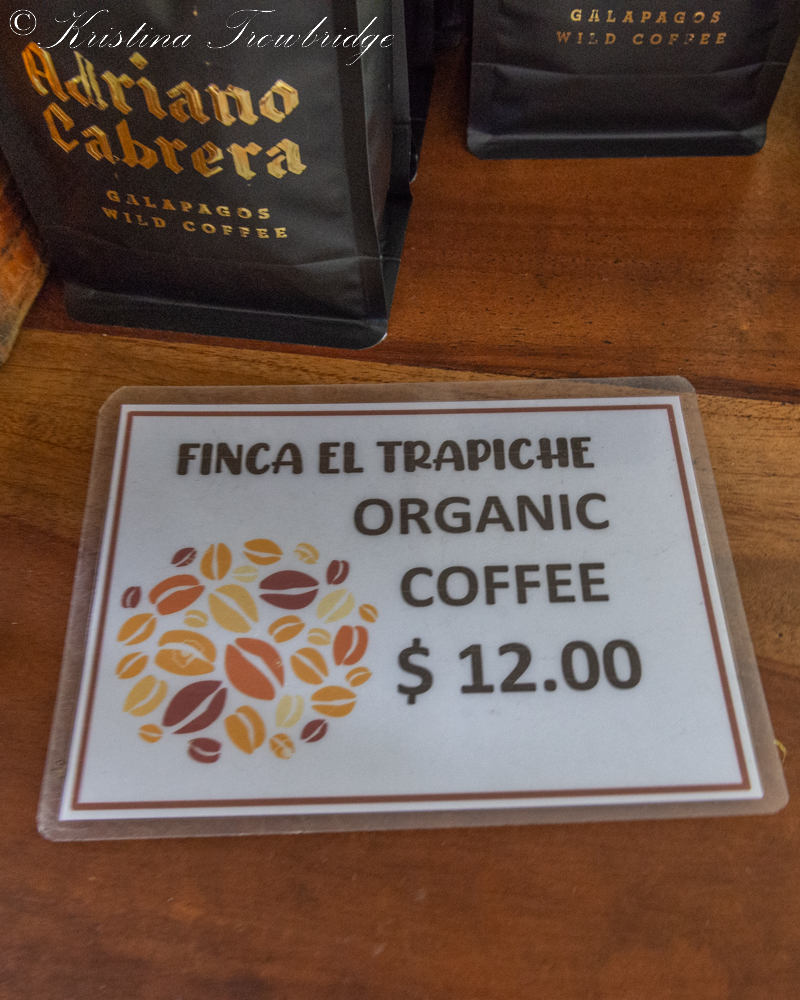 © Kristina Trowbridge
Adriano
Cabrera
GALAPAGOS
WILD COFFEE
GALAPAGOS
WILD COFFEE
FINCA EL TRAPICHE
ORGANIC
COFFEE
$ 12.00